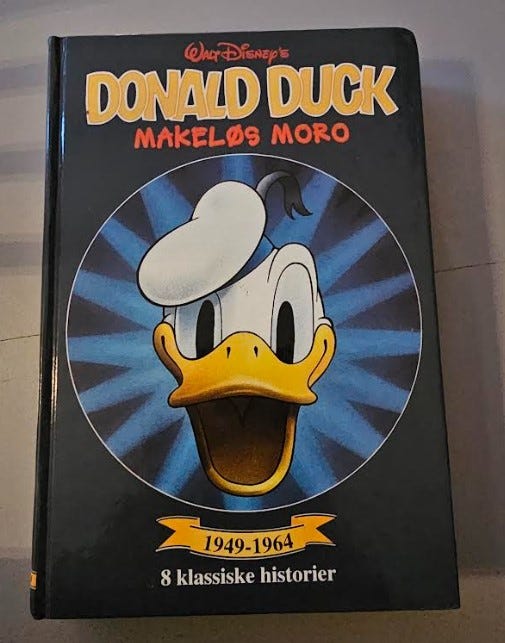 WALT DISNEY'S
DONALD DUCK
MAKELØS MORO
1949-1964
8 klassiske historier